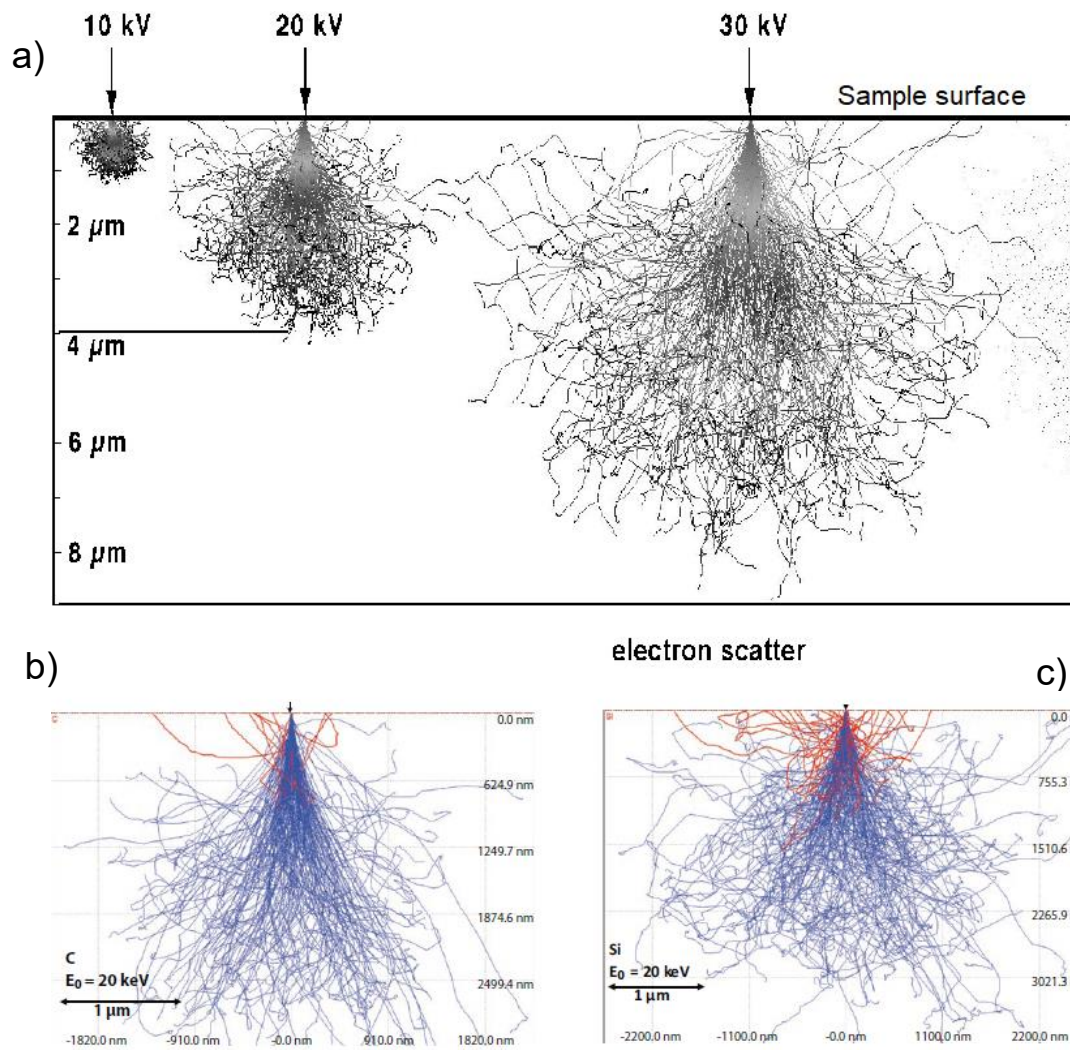 10 kV 20 kV 30 kV
a)
Sample surface
2 µm
4 µm
6 µm
8 µm
electron scatter
b)
c)
C
0.0 nm
624.9 nm
1249.7 nm
1874.6 nm
2499.4 nm
C
E₀ = 20 keV
1 µm
-1820.0 nm -910.0 nm -0.0 nm 910.0 nm 1820.0 nm
Si
0.0
755.3
1510.6
2265.9
3021.3
Si
E₀ = 20 keV
1 µm
-2200.0 nm -1100.0 nm -0.0 nm 1100.0 nm 2200.0 nm